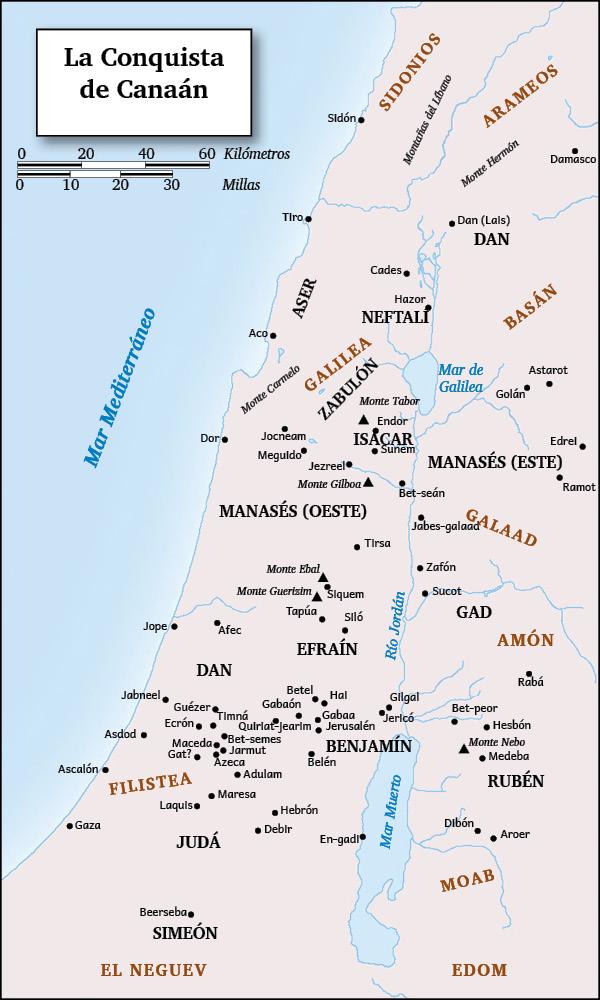 La Conquista
de Canaán
0 20 40 60 Kilómetros
0 10 20 30 Millas
SIDONIOS
ARAMEOS
Montañas del Líbano
Monte Hermón
Sidón
Damasco
Tiro
Dan (Lais)
DAN
Cades
ASER
Hazor
NEFTALÍ
BASÁN
Mar Mediterráneo
Aco
GALILEA
Mar de
Galilea
Astarot
Golán
Monte Carmelo
ZABULÓN
Monte Tabor
Endor
Jocneam
Dor
ISACAR
Sunem
Meguido
Edrei
Jezreel
MANASÉS (ESTE)
Monte Gilboa
Bet-seán
Ramot
MANASÉS (OESTE)
Jabes-galaad
GALAAD
Tirsa
Monte Ebal
Zafón
Monte Guerizim
Siquem
Sucot
Tapúa
Siló
GAD
Río Jordán
Jope
Afec
EFRAÍN
AMÓN
DAN
Rabá
Jabneel
Betel
Hai
Gilgal
Guézer
Gabaón
Gabaa
Jericó
Bet-peor
Ecrón
Timná
Quiriat-jearim
Jerusalén
Hesbón
Asdod
Maceda
Bet-semes
BENJAMÍN
Monte Nebo
Gat?
Jarmut
Medeba
Azeca
Belén
Ascalón
FILISTEA
Adulam
RUBÉN
Mar Muerto
Maresa
Laquis
Hebrón
Gaza
Debir
Dibón
JUDÁ
En-gadi
Aroer
MOAB
Beerseba
SIMEÓN
EL NEGUEV
EDOM